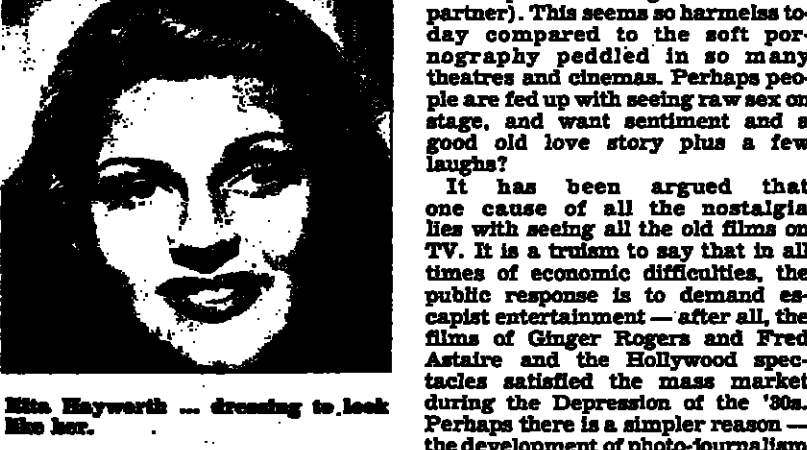 partner). This seems so harmelss to-
day compared to the soft por-
nography peddled in so many
theatres and cinemas. Perhaps peo-
ple are fed up with seeing raw sex on
stage, and want sentiment and a
good old love story plus a few
laughs?
It has been argued that
one cause of all the nostalgia
lies with seeing all the old films on
TV. It is a truism to say that in all
times of economic difficulties, the
public response is to demand es-
capist entertainment — after all, the
films of Ginger Rogers and Fred
Astaire and the Hollywood spec-
tacles satisfied the mass market
during the Depression of the '30s.
Perhaps there is a simpler reason —
the development of photo-journalism
Rita Hayworth ... dressing to look
like her.